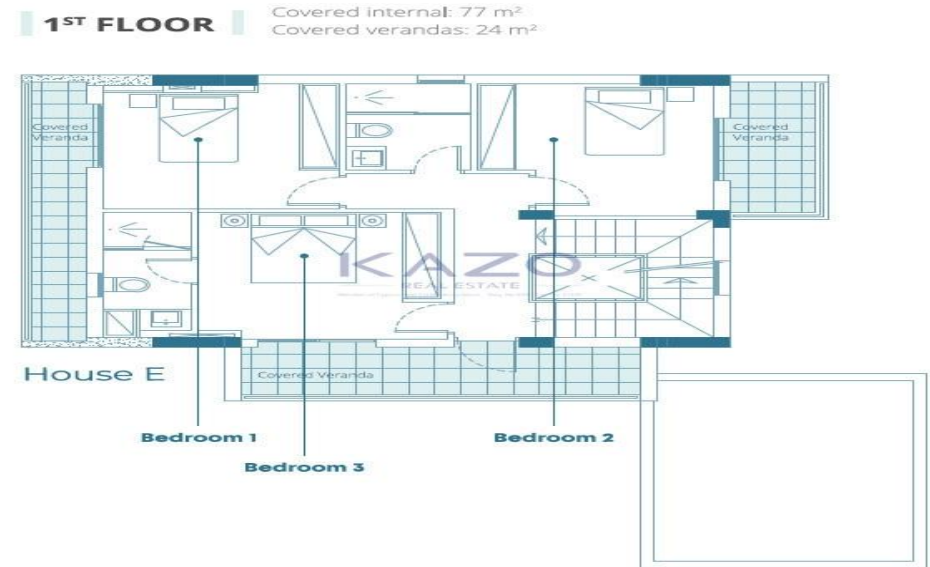 1ST FLOOR
Covered internal: 77 m²
Covered verandas: 24 m²
Covered
Veranda
Covered
Veranda
KAZO
REAL ESTATE
House E
Covered Veranda
Bedroom 1
Bedroom 2
Bedroom 3